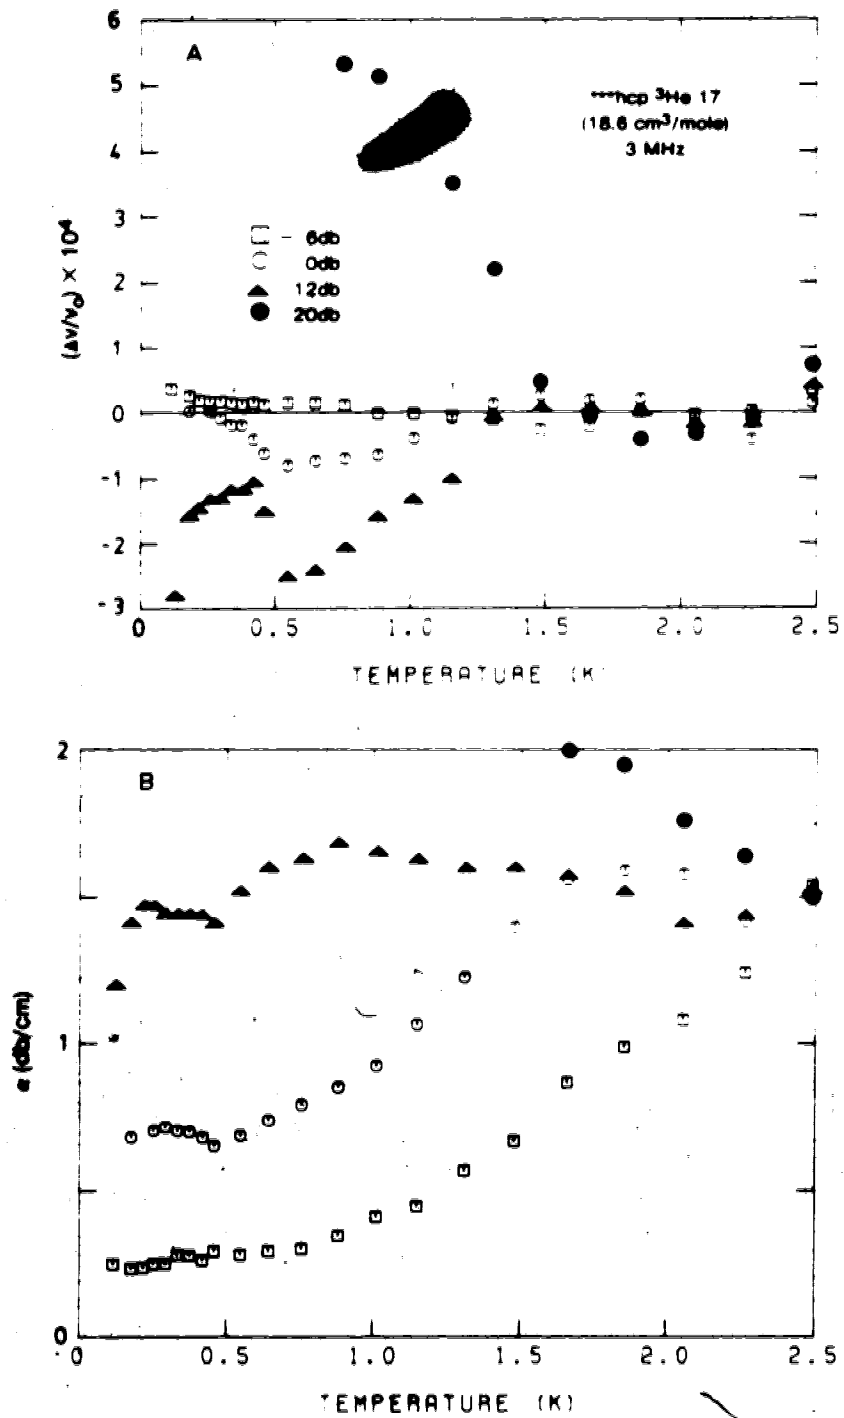 6
A
5
4
3
2
1
0
-1
-2
-3
(Δv/v₀) × 10⁴
hcp ³He 17
(18.6 cm³/mole)
3 MHz
- 6db
0db
12db
20db
0 0.5 1.0 1.5 2.0 2.5
TEMPERATURE (K
2
B
1
0
α (db/cm)
0 0.5 1.0 1.5 2.0 2.5
TEMPERATURE (K)